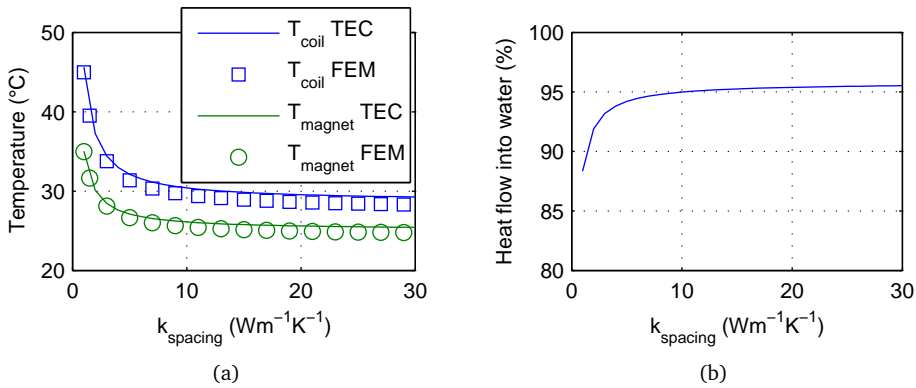 50
40
30
20
0
10
20
30
Temperature (°C)
k_spacing (Wm⁻¹K⁻¹)
T_coil TEC
T_coil FEM
T_magnet TEC
T_magnet FEM
(a)
100
95
90
85
80
0
10
20
30
Heat flow into water (%)
k_spacing (Wm⁻¹K⁻¹)
(b)